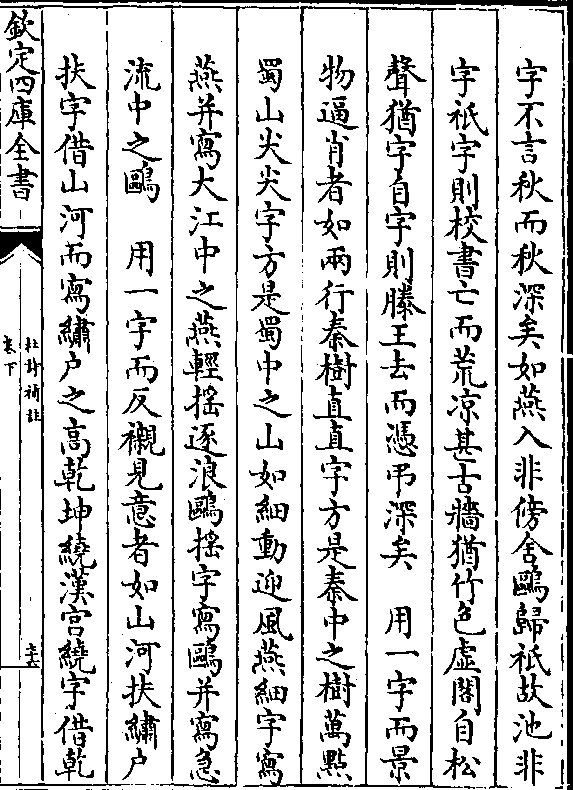 字不言秋而秋深矣如燕入非傍舍鷗歸祇故池非
字祇字則校書亡而荒凉甚古牆猶竹色虛閣自松
聲猶字自字則滕王去而憑弔深矣　用一字而景
物逼肖者如兩行秦樹直直字方是秦中之樹萬㸃
蜀山尖尖字方是蜀中之山如細動迎風燕細字寫
燕并寫大江中之燕輕揺逐浪鷗揺字寫鷗并寫急
流中之鷗　用一字而反襯見意者如山河扶繡户
扶字借山河而寫繡户之高乾坤繞漢宫繞字借乾
欽定四庫全書
杜詩補註
卷下